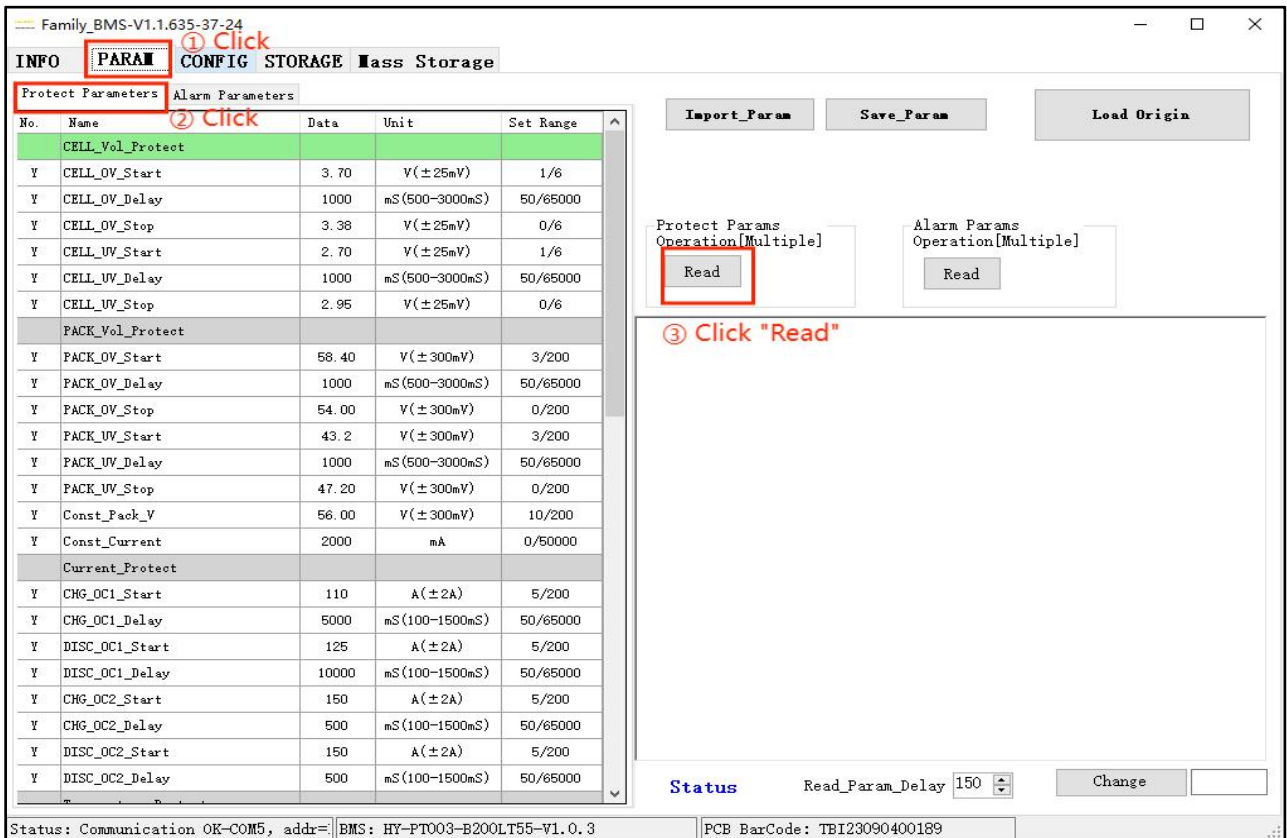 Family_BMS-V1.1.635-37-24
① Click
INFO PARAM CONFIG STORAGE Mass Storage
Protect Parameters Alarm Parameters
② Click
No. Name Data Unit Set Range
CELL_Vol_Protect
Y CELL_OV_Start 3.70 V(±25mV) 1/6
Y CELL_OV_Delay 1000 mS(500-3000mS) 50/65000
Y CELL_OV_Stop 3.38 V(±25mV) 0/6
Y CELL_UV_Start 2.70 V(±25mV) 1/6
Y CELL_UV_Delay 1000 mS(500-3000mS) 50/65000
Y CELL_UV_Stop 2.95 V(±25mV) 0/6
PACK_Vol_Protect
Y PACK_OV_Start 58.40 V(±300mV) 3/200
Y PACK_OV_Delay 1000 mS(500-3000mS) 50/65000
Y PACK_OV_Stop 54.00 V(±300mV) 0/200
Y PACK_UV_Start 43.2 V(±300mV) 3/200
Y PACK_UV_Delay 1000 mS(500-3000mS) 50/65000
Y PACK_UV_Stop 47.20 V(±300mV) 0/200
Y Const_Pack_V 56.00 V(±300mV) 10/200
Y Const_Current 2000 mA 0/50000
Current_Protect
Y CHG_OC1_Start 110 A(±2A) 5/200
Y CHG_OC1_Delay 5000 mS(100-1500mS) 50/65000
Y DISC_OC1_Start 125 A(±2A) 5/200
Y DISC_OC1_Delay 10000 mS(100-1500mS) 50/65000
Y CHG_OC2_Start 150 A(±2A) 5/200
Y CHG_OC2_Delay 500 mS(100-1500mS) 50/65000
Y DISC_OC2_Start 150 A(±2A) 5/200
Y DISC_OC2_Delay 500 mS(100-1500mS) 50/65000
Import_Param Save_Param Load Origin
Protect Params
Operation[Multiple]
Read
Alarm Params
Operation[Multiple]
Read
③ Click "Read"
Status Read_Param_Delay 150 Change
Status: Communication OK-COM5, addr= BMS: HY-PT003-B200LT55-V1.0.3 PCB BarCode: TBI23090400189